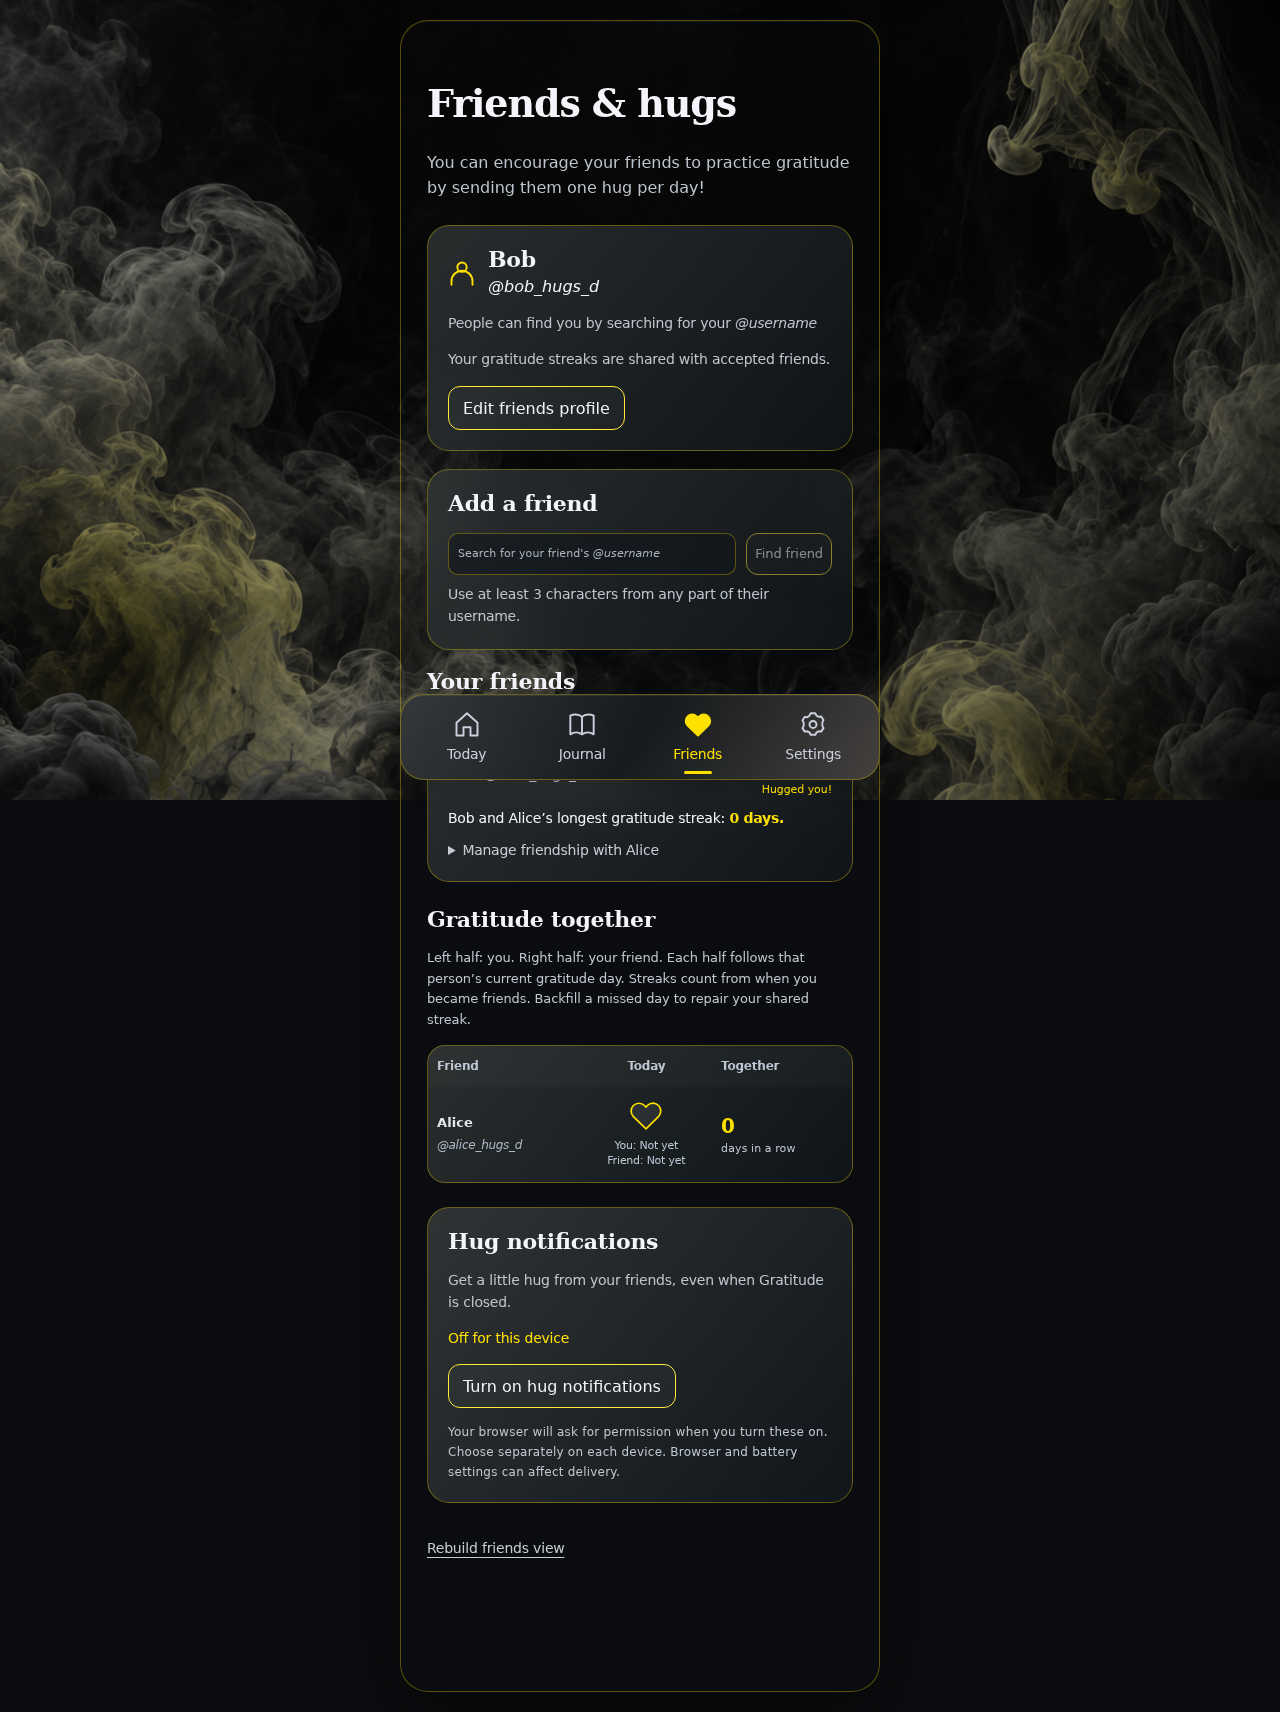 Friends & hugs
You can encourage your friends to practice gratitude
by sending them one hug per day!
Bob
@bob_hugs_d
People can find you by searching for your @username
Your gratitude streaks are shared with accepted friends.
Edit friends profile
Add a friend
Search for your friend's @username
Find friend
Use at least 3 characters from any part of their
username.
Your friends
Today
Journal
Friends
Settings
Hugged you!
Bob and Alice’s longest gratitude streak: 0 days.
Manage friendship with Alice
Gratitude together
Left half: you. Right half: your friend. Each half follows that
person’s current gratitude day. Streaks count from when you
became friends. Backfill a missed day to repair your shared
streak.
Friend
Today
Together
Alice
@alice_hugs_d
You: Not yet
Friend: Not yet
0
days in a row
Hug notifications
Get a little hug from your friends, even when Gratitude
is closed.
Off for this device
Turn on hug notifications
Your browser will ask for permission when you turn these on.
Choose separately on each device. Browser and battery
settings can affect delivery.
Rebuild friends view